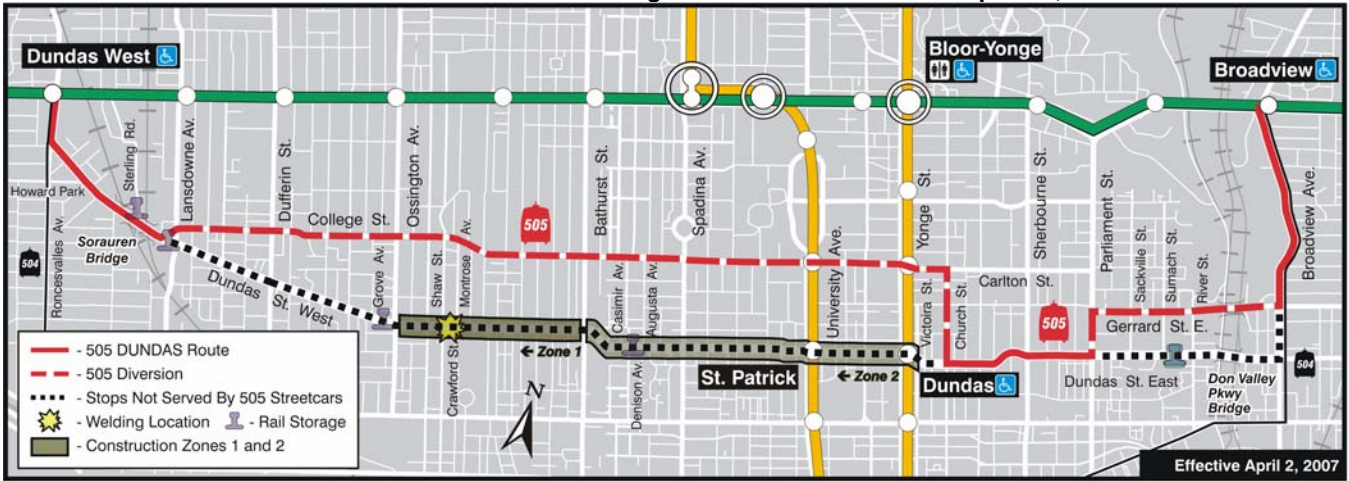 Dundas West
Bloor-Yonge
Broadview
Howard Park
Sterling Rd.
Lansdowne Av.
Dufferin St.
College St.
Ossington Av.
505
Bathurst St.
Spadina Av.
University Ave.
Yonge St.
Sherbourne St.
Parliament St.
Sackville St.
Sumach St.
River St.
Broadview Ave.
504
Roncesvalles Av.
Sorauren
Bridge
Dundas St. West
Grove Av.
Shaw St.
Montrose Av.
Casimir Av.
Augusta Av.
Victoira St.
Church St.
Carlton St.
505
Gerrard St. E.
Zone 1
Crawford St.
Denison Av.
St. Patrick
Zone 2
Dundas
Dundas St. East
Don Valley
Pkwy
Bridge
504
N
- 505 DUNDAS Route
- 505 Diversion
- Stops Not Served By 505 Streetcars
- Welding Location - Rail Storage
- Construction Zones 1 and 2
Effective April 2, 2007